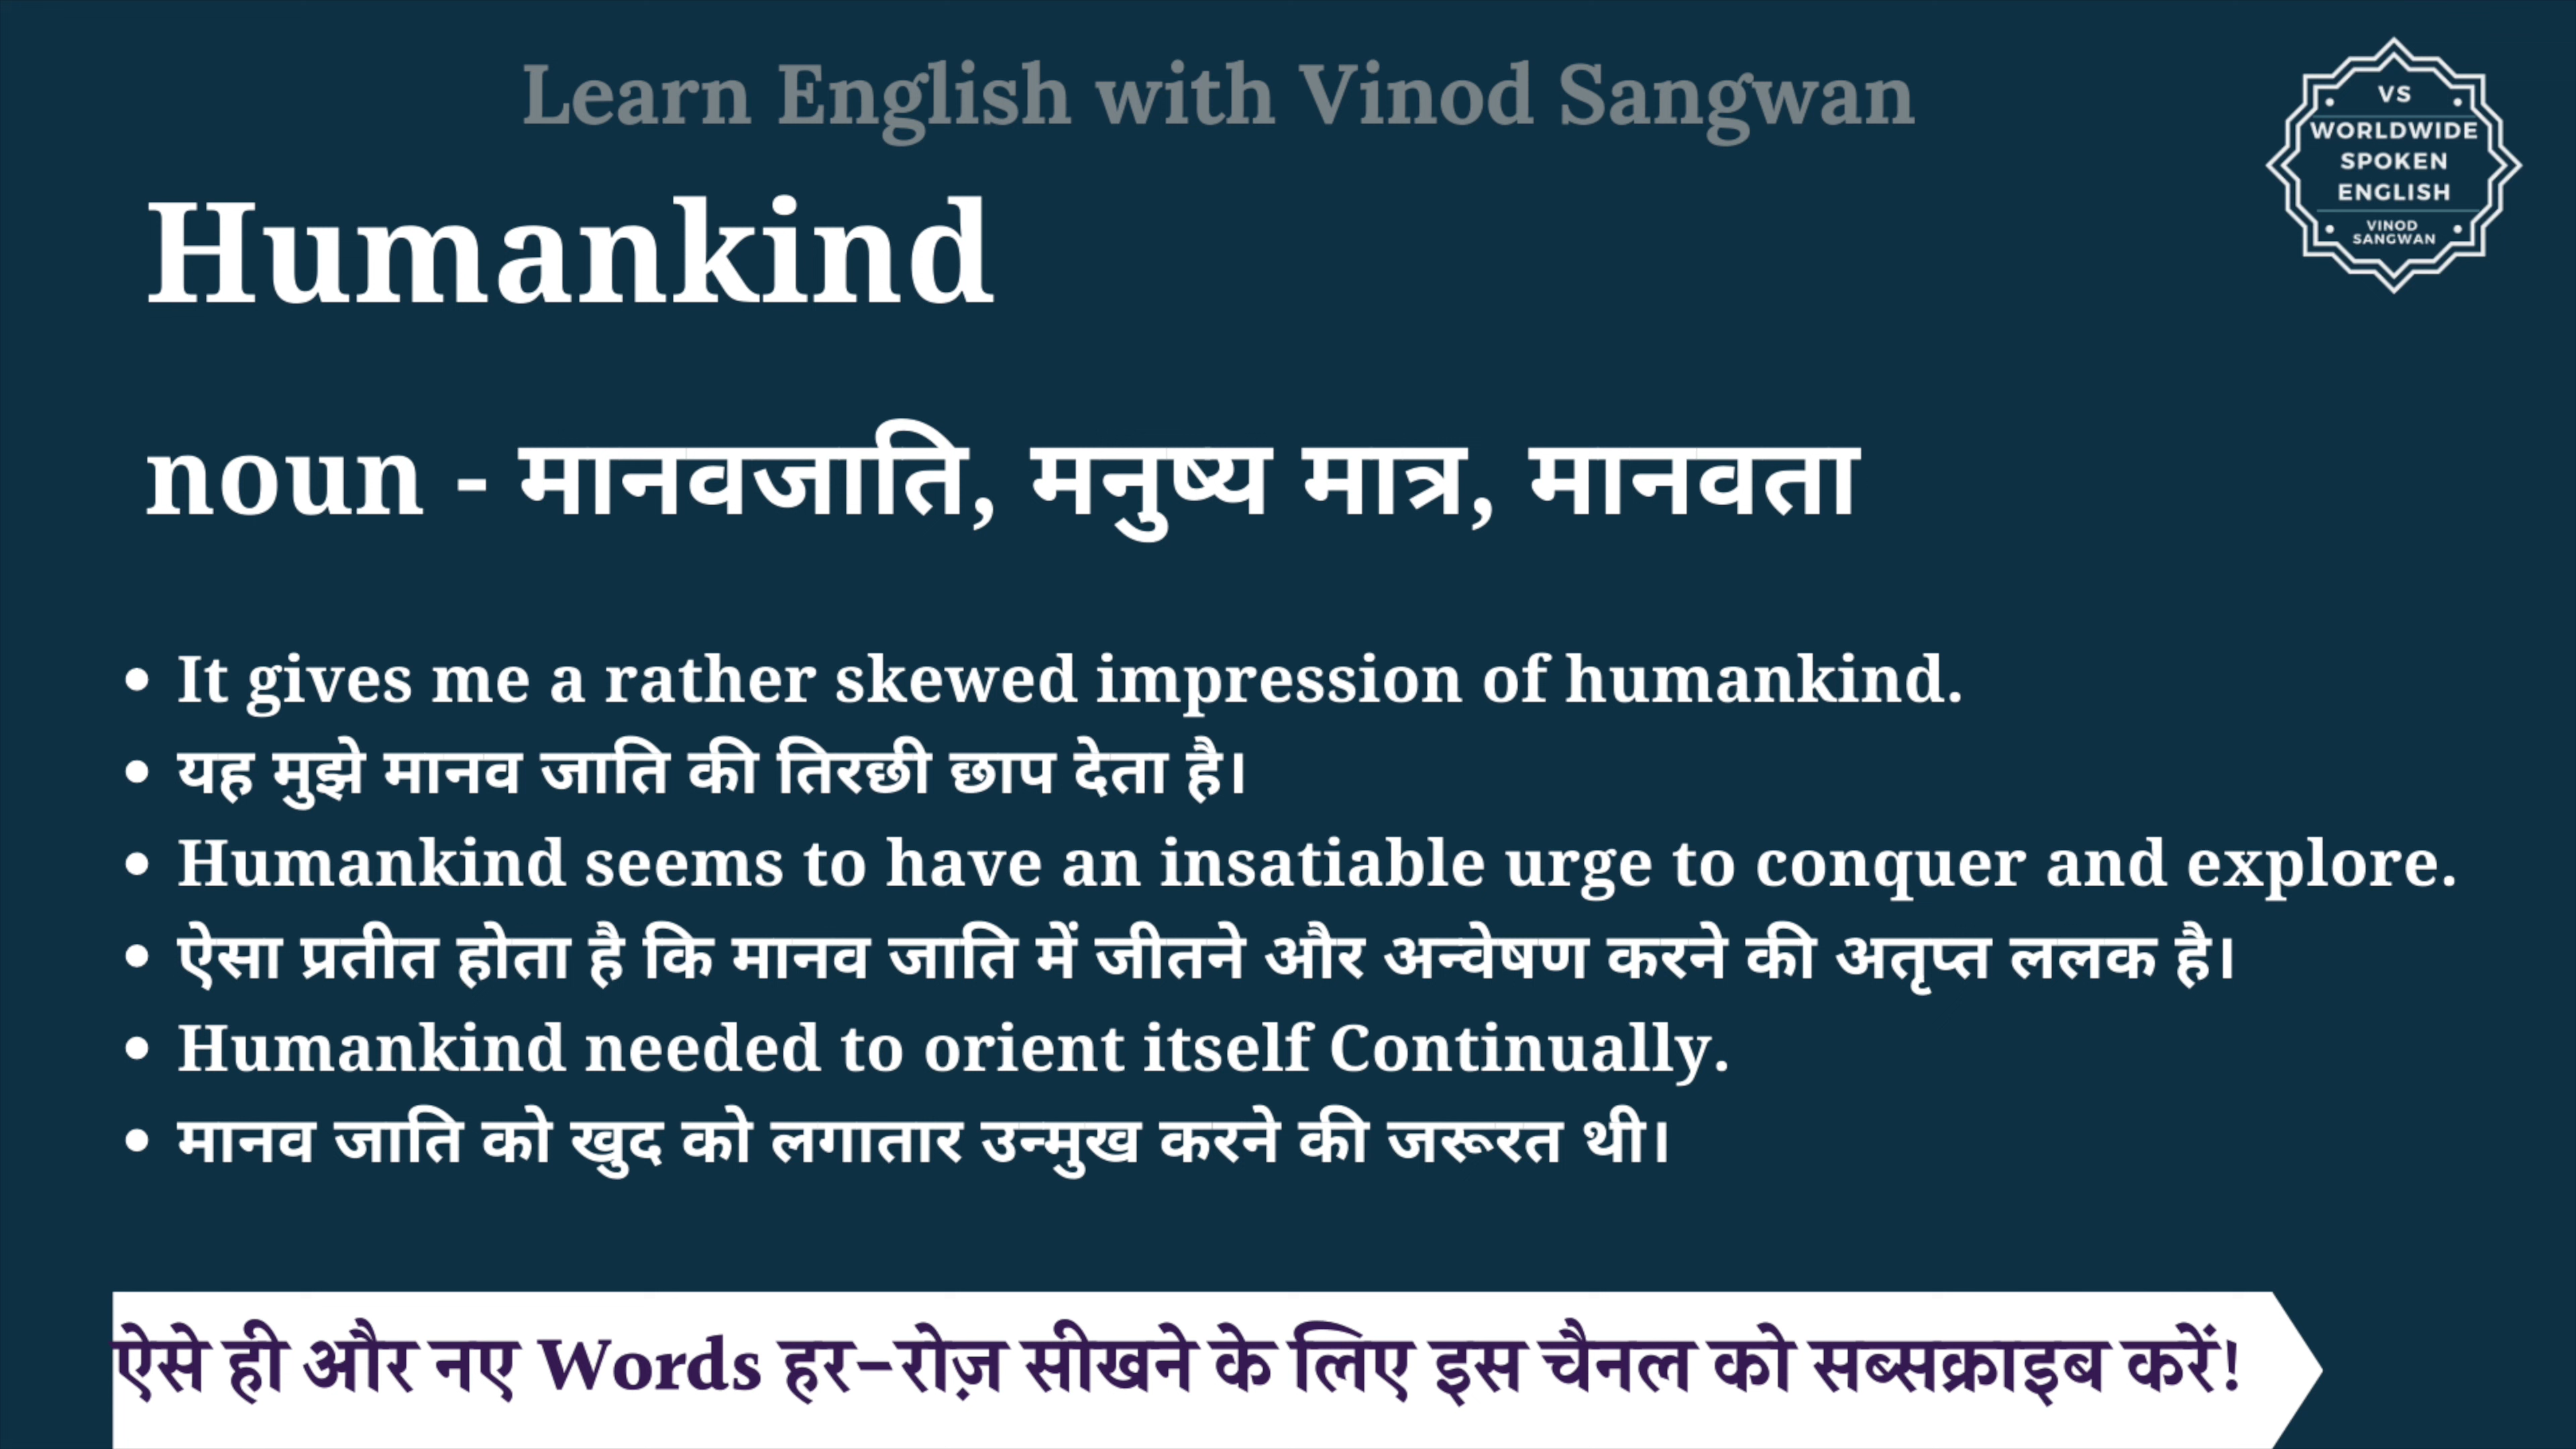 Learn English with Vinod Sangwan
VS
WORLDWIDE
SPOKEN
ENGLISH
VINOD
SANGWAN
Humankind
noun - मानवजाति, मनुष्य मात्र, मानवता
• It gives me a rather skewed impression of humankind.
• यह मुझे मानव जाति की तिरछी छाप देता है।
• Humankind seems to have an insatiable urge to conquer and explore.
• ऐसा प्रतीत होता है कि मानव जाति में जीतने और अन्वेषण करने की अतृप्त ललक है।
• Humankind needed to orient itself Continually.
• मानव जाति को खुद को लगातार उन्मुख करने की जरूरत थी।
ऐसे ही और नए Words हर-रोज़ सीखने के लिए इस चैनल को सब्सक्राइब करें!